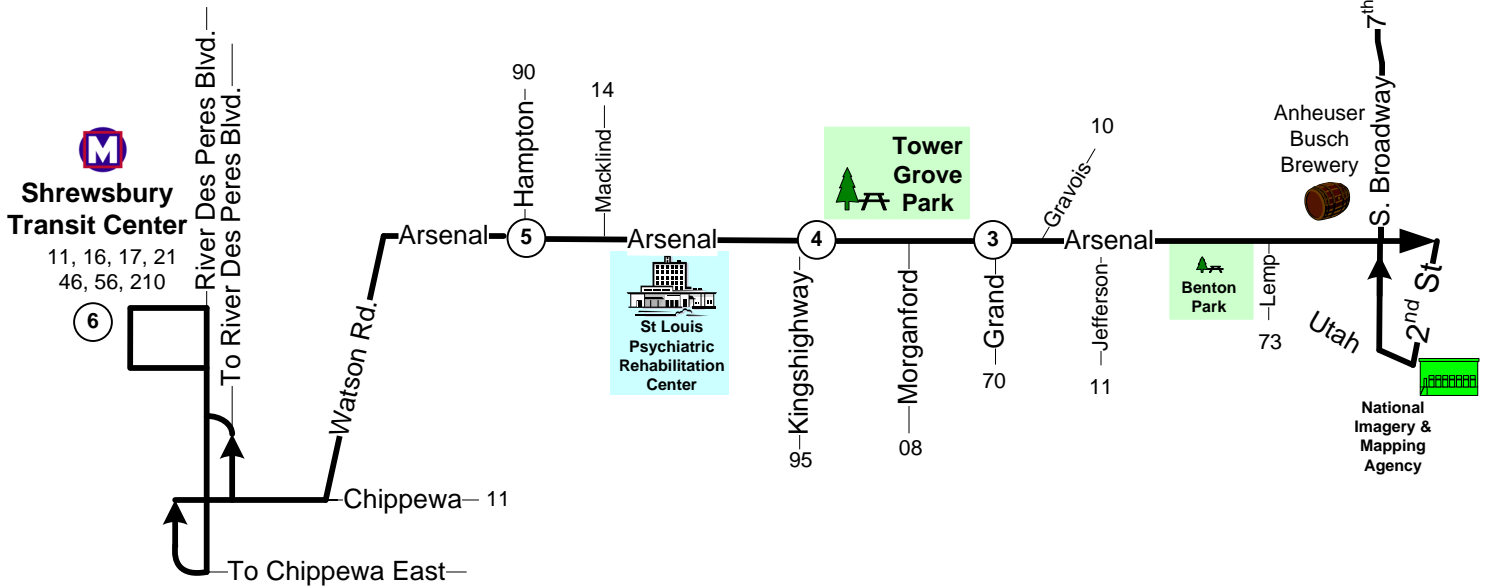 M
Shrewsbury
Transit Center
11, 16, 17, 21
46, 56, 210
6
River Des Peres Blvd.
To River Des Peres Blvd.
Watson Rd.
Chippewa
11
To Chippewa East
Arsenal
5
90
Hampton
14
Macklind
Arsenal
St Louis
Psychiatric
Rehabilitation
Center
4
Kingshighway
95
Tower
Grove
Park
Morganford
08
3
Grand
70
10
Gravois
Arsenal
Jefferson
11
Benton
Park
Lemp
73
Anheuser
Busch
Brewery
S. Broadway
7th
Utah
2nd St
National
Imagery &
Mapping
Agency